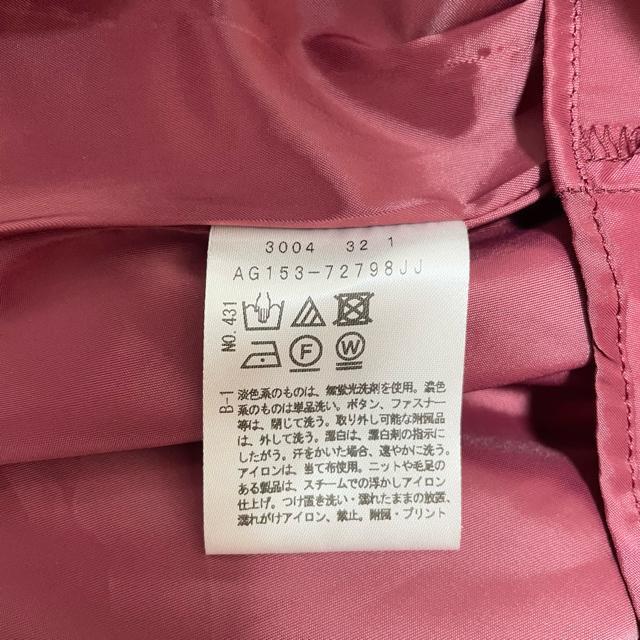 3004 32 1
AG153-72798JJ
NO.431
F
W
B-1
淡色系のものは、無蛍光洗剤を使用。濃色
系のものは単品洗い。ボタン、ファスナー
等は、閉じて洗う。取り外し可能な附図品
は、外して洗う。漂白は、漂白剤の指示に
したがう。汗をかいた場合、速やかに洗う。
アイロンは、当て布使用。ニットや毛足の
ある製品は、スチームでの浮かしアイロン
仕上げ。つけ置き洗い・濡れたままの放置、
濡れがけアイロン、禁止。附図・プリント